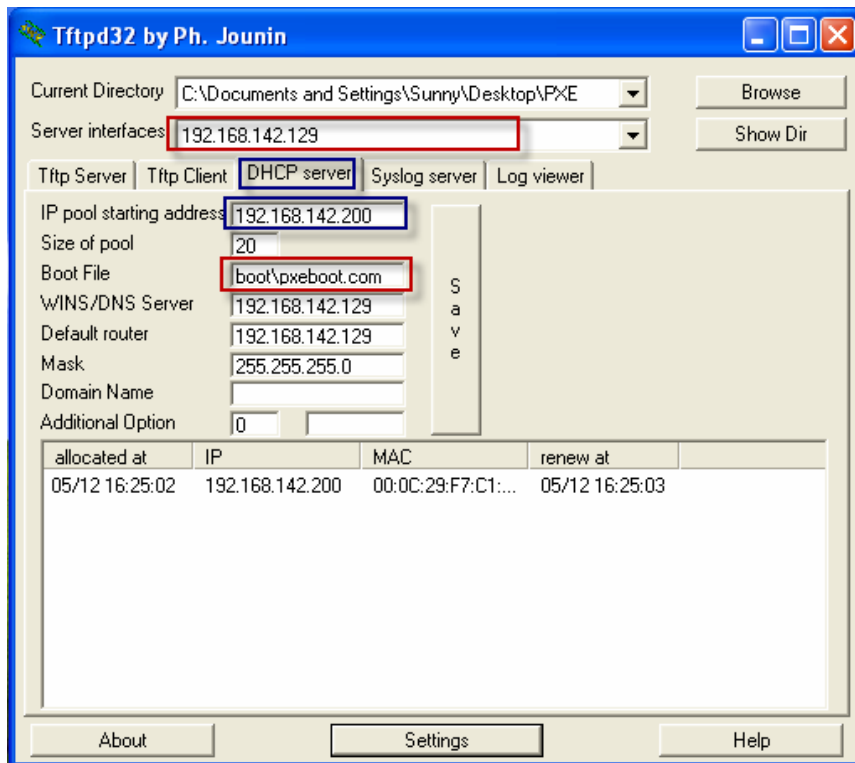 Tftpd32 by Ph. Jounin
Current Directory C:\Documents and Settings\Sunny\Desktop\PXE Browse
Server interfaces 192.168.142.129 Show Dir
Tftp Server Tftp Client DHCP server Syslog server Log viewer
IP pool starting address 192.168.142.200
Size of pool 20
Boot File boot\pxeboot.com
WINS/DNS Server 192.168.142.129
Default router 192.168.142.129
Mask 255.255.255.0
Domain Name
Additional Option 0
Save
allocated at IP MAC renew at
05/12 16:25:02 192.168.142.200 00:0C:29:F7:C1:... 05/12 16:25:03
About Settings Help